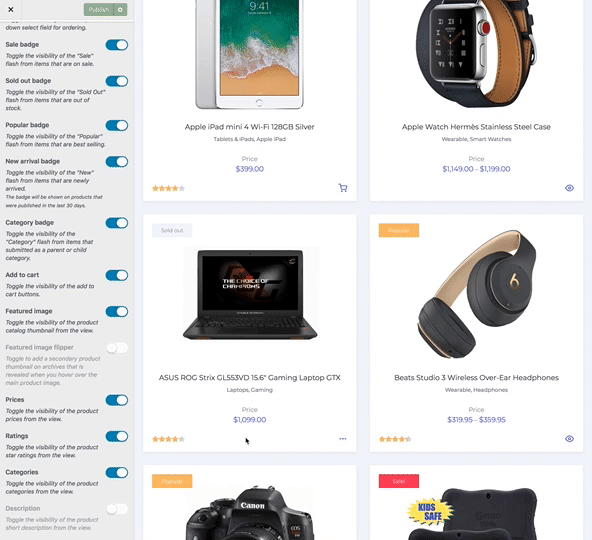 Publish
down select field for ordering.
Sale badge
Toggle the visibility of the "Sale"
flash from items that are on sale.
Sold out badge
Toggle the visibility of the
"Sold Out" flash from items
that are out of
stock.
Popular badge
Toggle the visibility of the
"Popular" flash from items that
are best selling.
New arrival badge
Toggle the visibility of the
"New" flash from items that
are newly
arrived.
The badge will be shown on products that
were published in the last 30 days.
Category badge
Toggle the visibility of the
"Category" flash from items
that submitted as a parent or child
category.
Add to cart
Toggle the visibility of the add to
cart buttons.
Featured image
Toggle the visibility of the product
catalog thumbnail from the view.
Featured image flipper
Toggle to add a secondary product
thumbnail on archives that is
revealed when you hover over the
main product image.
Prices
Toggle the visibility of the product
prices from the view.
Ratings
Toggle the visibility of the product
star ratings from the view.
Categories
Toggle the visibility of the product
categories from the view.
Description
Toggle the visibility of the product
short description from the view.
9:41
Apple iPad mini 4 Wi-Fi 128GB Silver
Tablets & iPads, Apple iPad
Price
$399.00
Apple Watch Hermès Stainless Steel Case
Wearable, Smart Watches
Price
$1,149.00 – $1,199.00
Sold out
THE CHOICE OF
CHAMPIONS
ASUS ROG Strix GL553VD 15.6" Gaming Laptop GTX
Laptops, Gaming
Price
$1,099.00
Popular
Beats Studio 3 Wireless Over-Ear Headphones
Wearable, Headphones
Price
$319.95 – $359.95
Popular
Canon
EOS
Sale!
KIDS
SAFE